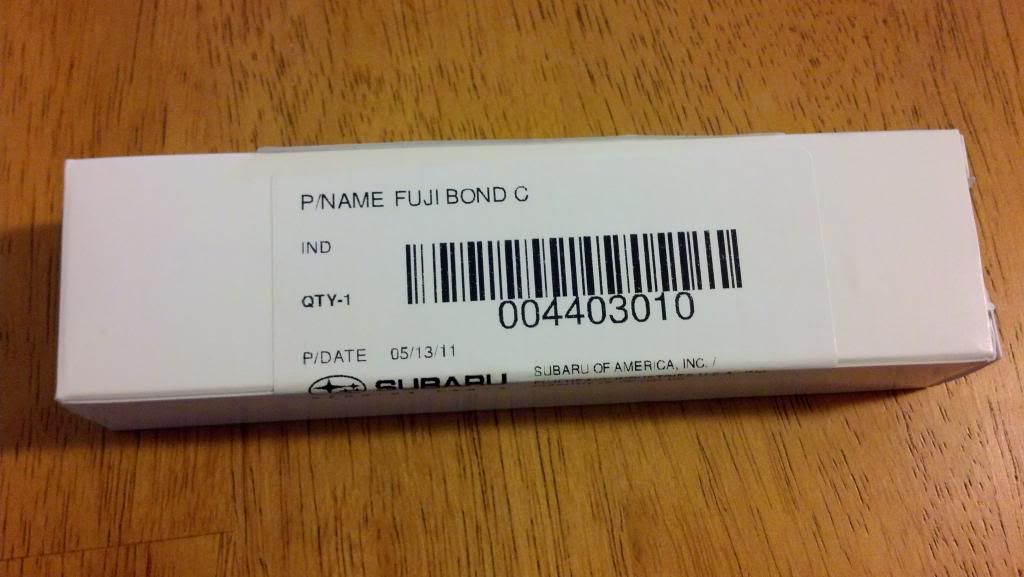 P/NAME FUJI BOND C
IND
QTY-1
004403010
P/DATE 05/13/11
SUBARU
SUBARU OF AMERICA, INC. /